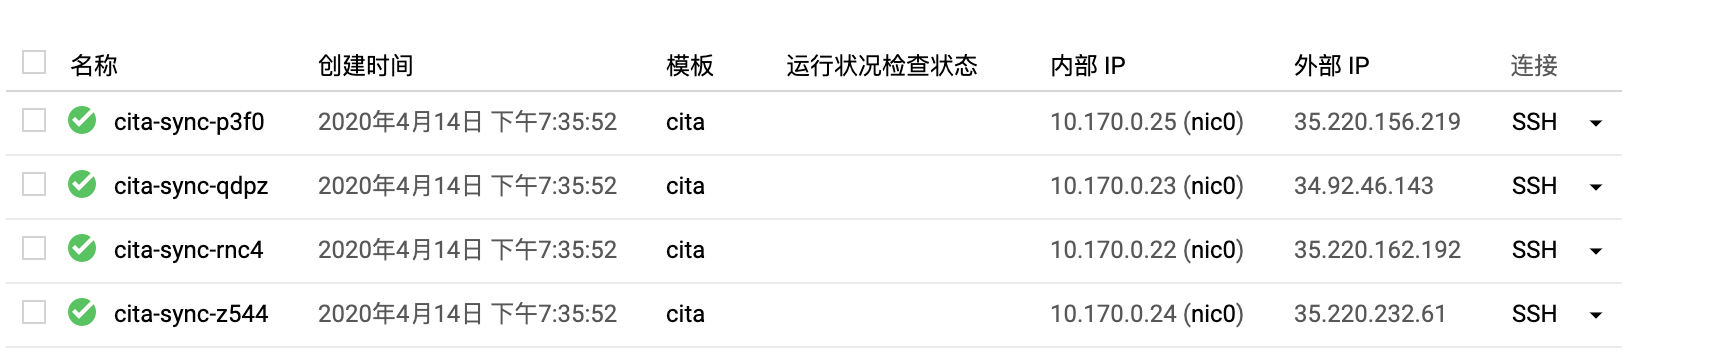 名称 创建时间 模板 运行状况检查状态 内部 IP 外部 IP 连接
cita-sync-p3f0 2020年4月14日 下午7:35:52 cita 10.170.0.25 (nic0) 35.220.156.219 SSH
cita-sync-qdpz 2020年4月14日 下午7:35:52 cita 10.170.0.23 (nic0) 34.92.46.143 SSH
cita-sync-rnc4 2020年4月14日 下午7:35:52 cita 10.170.0.22 (nic0) 35.220.162.192 SSH
cita-sync-z544 2020年4月14日 下午7:35:52 cita 10.170.0.24 (nic0) 35.220.232.61 SSH